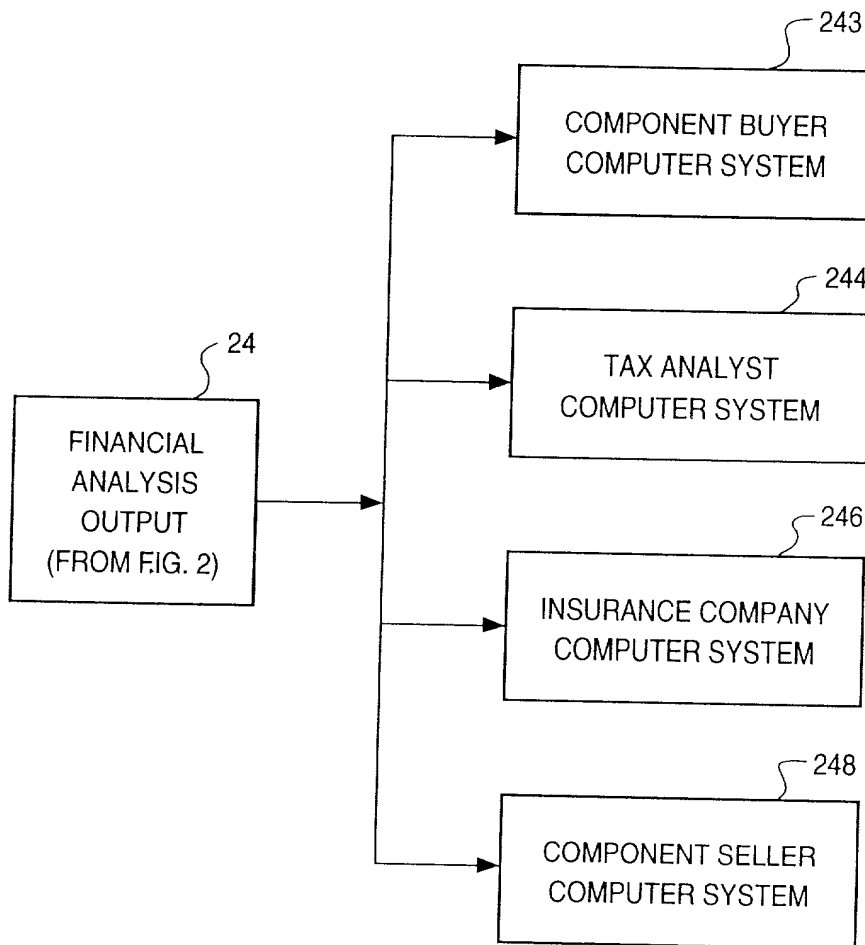 243
COMPONENT BUYER
COMPUTER SYSTEM
244
TAX ANALYST
COMPUTER SYSTEM
24
FINANCIAL
ANALYSIS
OUTPUT
(FROM FIG. 2)
246
INSURANCE COMPANY
COMPUTER SYSTEM
248
COMPONENT SELLER
COMPUTER SYSTEM